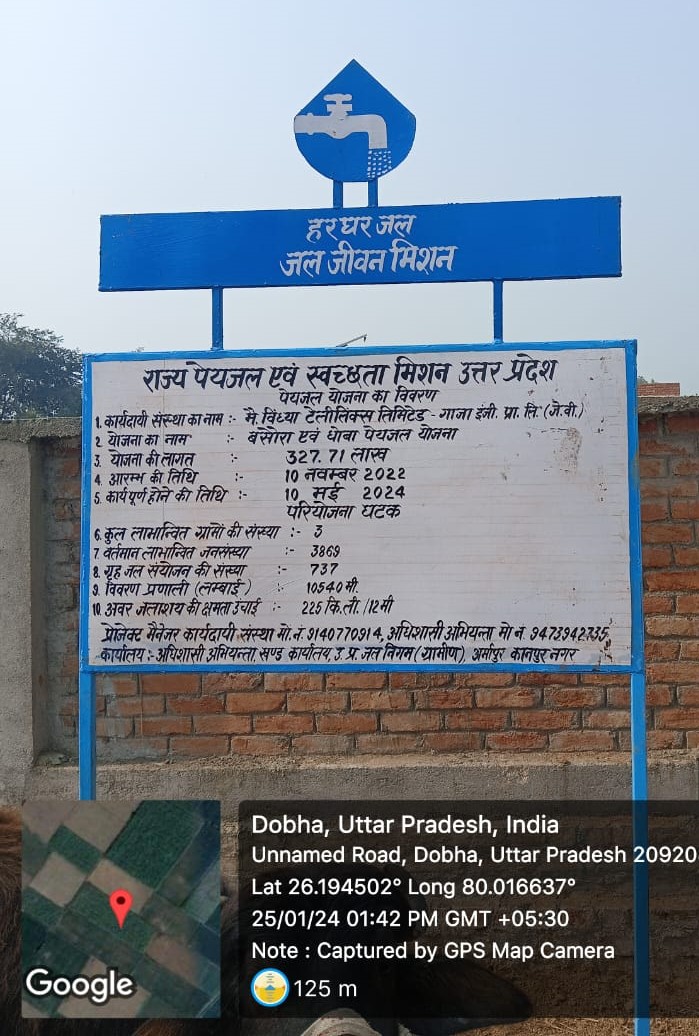 हर घर जल
जल जीवन मिशन
राज्य पेयजल एवं स्वच्छता मिशन उत्तर प्रदेश
पेयजल योजना का विवरण
1. कार्यदायी संस्था का नाम :- मै. विंध्या टेलीलिंक्स लिमिटेड - गाजा इंजी. प्रा. लि. (जे.वी.)
2 योजना का नाम :- बैसोरा एवं धोबा पेयजल योजना
3. योजना की लागत :- 327.71 लाख
4. आरम्भ की तिथि :- 10 नवम्बर 2022
5. कार्यपूर्ण होने की तिथि :- 10 मई 2024
परियोजना घटक
6. कुल लाभान्वित ग्रामों की संख्या :- 3
7. वर्तमान लाभान्वित जनसंख्या :- 3869
8. गृह जल संयोजन की संख्या :- 737
9. विवरण प्रणाली (लम्बाई) :- 10540 मी.
10. अवर जलाशय की क्षमता उंचाई :- 225 कि.ली. /12 मी
प्रोजेक्ट मैनेजर कार्यदायी संस्था मो. नं. 9140770914, अधिशासी अभियन्ता मो नं. 9473942735
कार्यालय :- अधिशासी अभियन्ता, खण्ड कार्यालय, उ. प्र. जल निगम (ग्रामीण) अर्मापुर कानपुर नगर
Dobha, Uttar Pradesh, India
Unnamed Road, Dobha, Uttar Pradesh 20920
Lat 26.194502° Long 80.016637°
25/01/24 01:42 PM GMT +05:30
Note : Captured by GPS Map Camera
Google
125 m